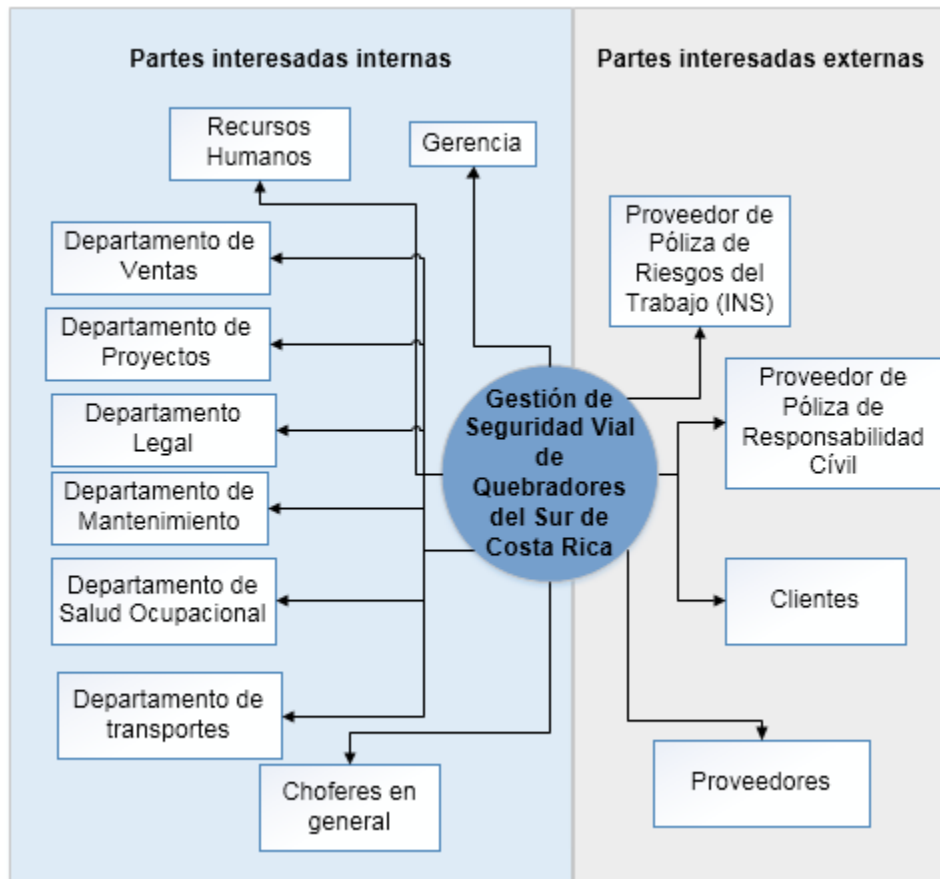 Partes interesadas internas
Partes interesadas externas
Recursos
Humanos
Gerencia
Departamento de
Ventas
Departamento de
Proyectos
Departamento
Legal
Departamento de
Mantenimiento
Departamento de
Salud Ocupacional
Departamento de
transportes
Choferes en
general
Gestión de
Seguridad Vial
de
Quebradores
del Sur de
Costa Rica
Proveedor de
Póliza de
Riesgos del
Trabajo (INS)
Proveedor de
Póliza de
Responsabilidad
Cívil
Clientes
Proveedores